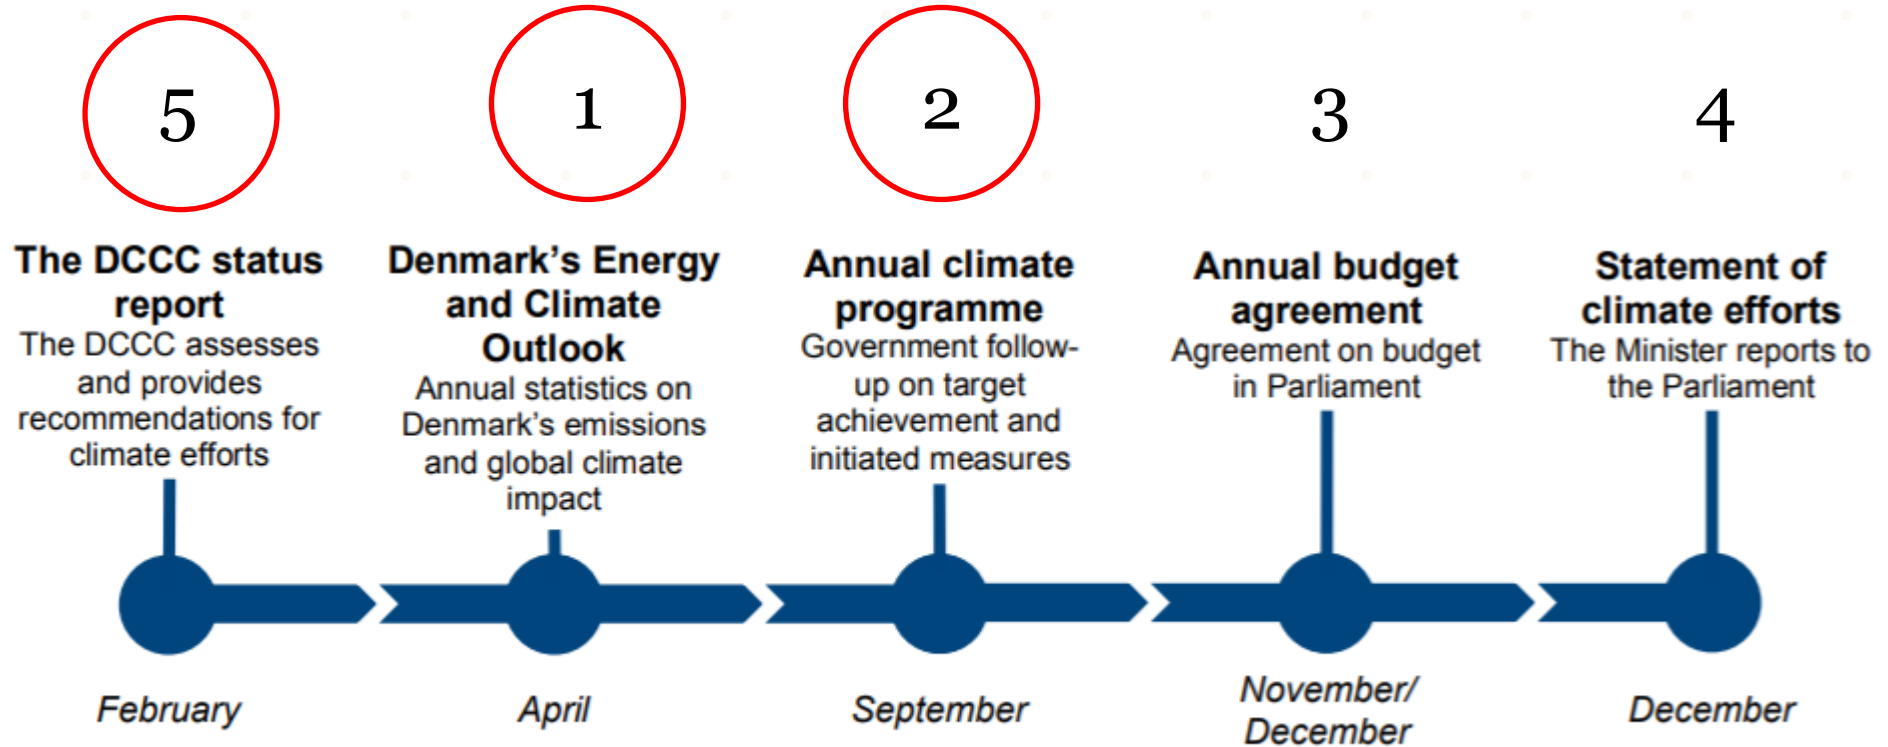 5
1
2
3
4
The DCCC status
report
The DCCC assesses
and provides
recommendations for
climate efforts
Denmark's Energy
and Climate
Outlook
Annual statistics on
Denmark's emissions
and global climate
impact
Annual climate
programme
Government follow-
up on target
achievement and
initiated measures
Annual budget
agreement
Agreement on budget
in Parliament
Statement of
climate efforts
The Minister reports to
the Parliament
February
April
September
November/
December
December